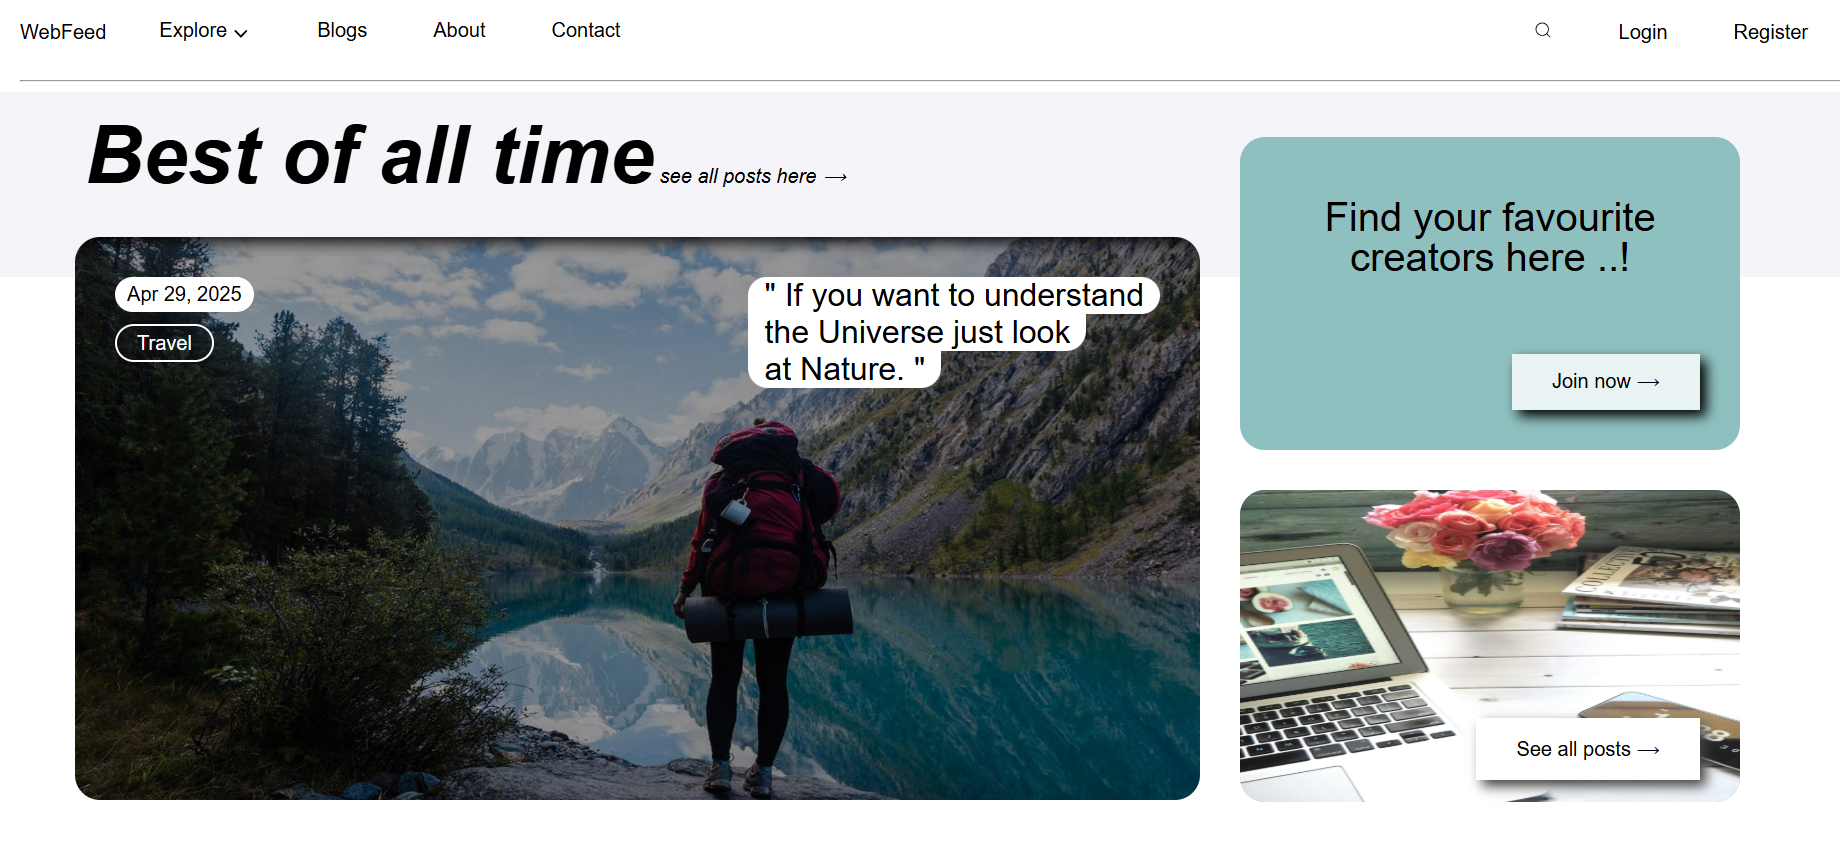 WebFeed Explore Blogs About Contact Login Register
Best of all time see all posts here →
Apr 29, 2025
Travel
" If you want to understand
the Universe just look
at Nature. "
Find your favourite
creators here ..!
Join now →
See all posts →